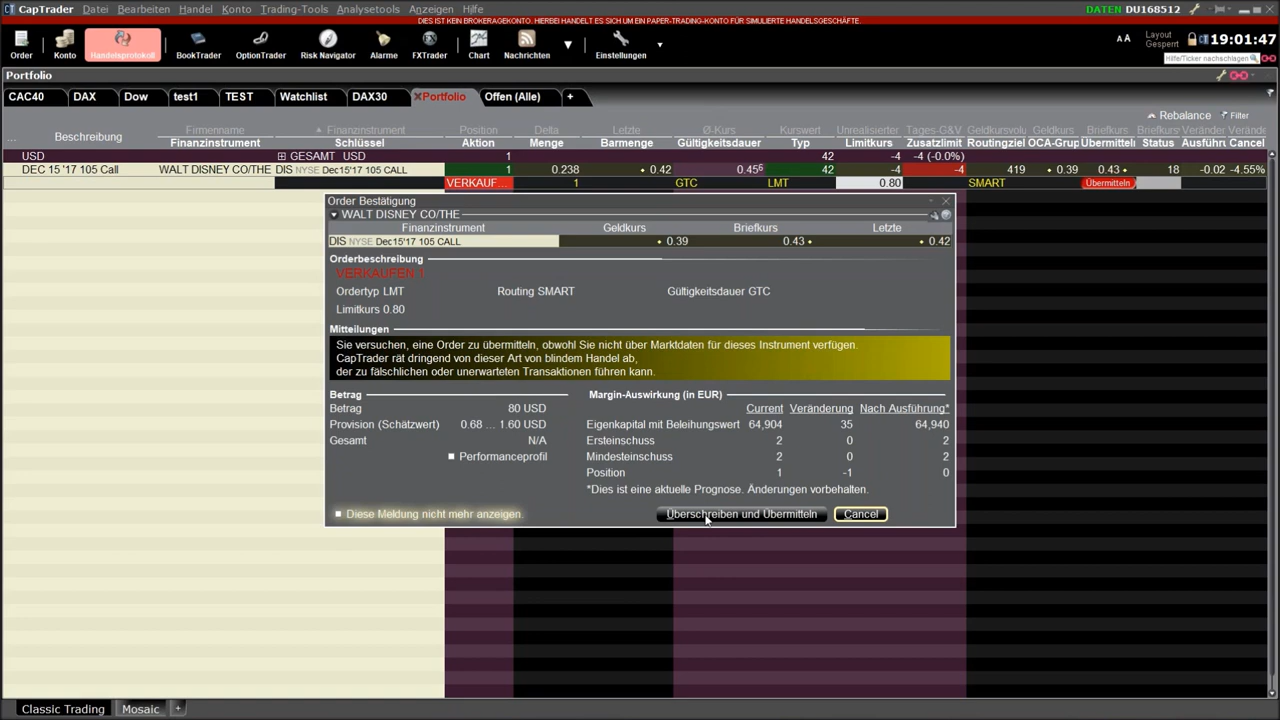 CapTrader Datei Bearbeiten Handel Konto Trading-Tools Analysetools Anzeigen Hilfe DATEN DU168512
DIES IST KEIN BROKERAGEKONTO. HIERBEI HANDELT ES SICH UM EIN PAPER-TRADING-KONTO FÜR SIMULIERTE HANDELSGESCHÄFTE.
Order Konto Handelsprotokoll BookTrader OptionTrader Risk Navigator Alarme FXTrader Chart Nachrichten Einstellungen
A A Layout Gesperrt 19:01:47
Hilfe/Ticker nachschlagen
Portfolio
CAC40 DAX Dow test1 TEST Watchlist DAX30 Portfolio Offen (Alle) +
Rebalance Filter
Firmenname Finanzinstrument Position Delta Letzte Ø-Kurs Kurswert Unrealisierter Tages-G&V Geldkursvolu Geldkurs Briefkurs Briefkurs Veränder Verände
... Beschreibung Finanzinstrument Schlüssel Aktion Menge Barmenge Gültigkeitsdauer Typ Limitkurs Zusatzlimit Routingziel OCA-Grup Übermitteln Status Ausführ Cancel
USD GESAMT USD 1 42 -4 -4 (-0.0%)
DEC 15 '17 105 Call WALT DISNEY CO/THE DIS NYSE Dec15'17 105 CALL 1 0.238 0.42 0.456 42 -4 -4 419 0.39 0.43 18 -0.02 -4.55%
VERKAUF... 1 GTC LMT 0.80 SMART Übermitteln
Order Bestätigung
WALT DISNEY CO/THE
Finanzinstrument Geldkurs Briefkurs Letzte
DIS NYSE Dec15'17 105 CALL 0.39 0.43 0.42
Orderbeschreibung
VERKAUFEN 1
Ordertyp LMT Routing SMART Gültigkeitsdauer GTC
Limitkurs 0.80
Mitteilungen
Sie versuchen, eine Order zu übermitteln, obwohl Sie nicht über Marktdaten für dieses Instrument verfügen.
CapTrader rät dringend von dieser Art von blindem Handel ab,
der zu fälschlichen oder unerwarteten Transaktionen führen kann.
Betrag Margin-Auswirkung (in EUR)
Betrag 80 USD Current Veränderung Nach Ausführung*
Provision (Schätzwert) 0.68 ... 1.60 USD Eigenkapital mit Beleihungswert 64,904 35 64,940
Gesamt N/A Ersteinschuss 2 0 2
Performanceprofil Mindesteinschuss 2 0 2
Position 1 -1 0
*Dies ist eine aktuelle Prognose. Änderungen vorbehalten.
Diese Meldung nicht mehr anzeigen. Überschreiben und Übermitteln Cancel
Classic Trading Mosaic +